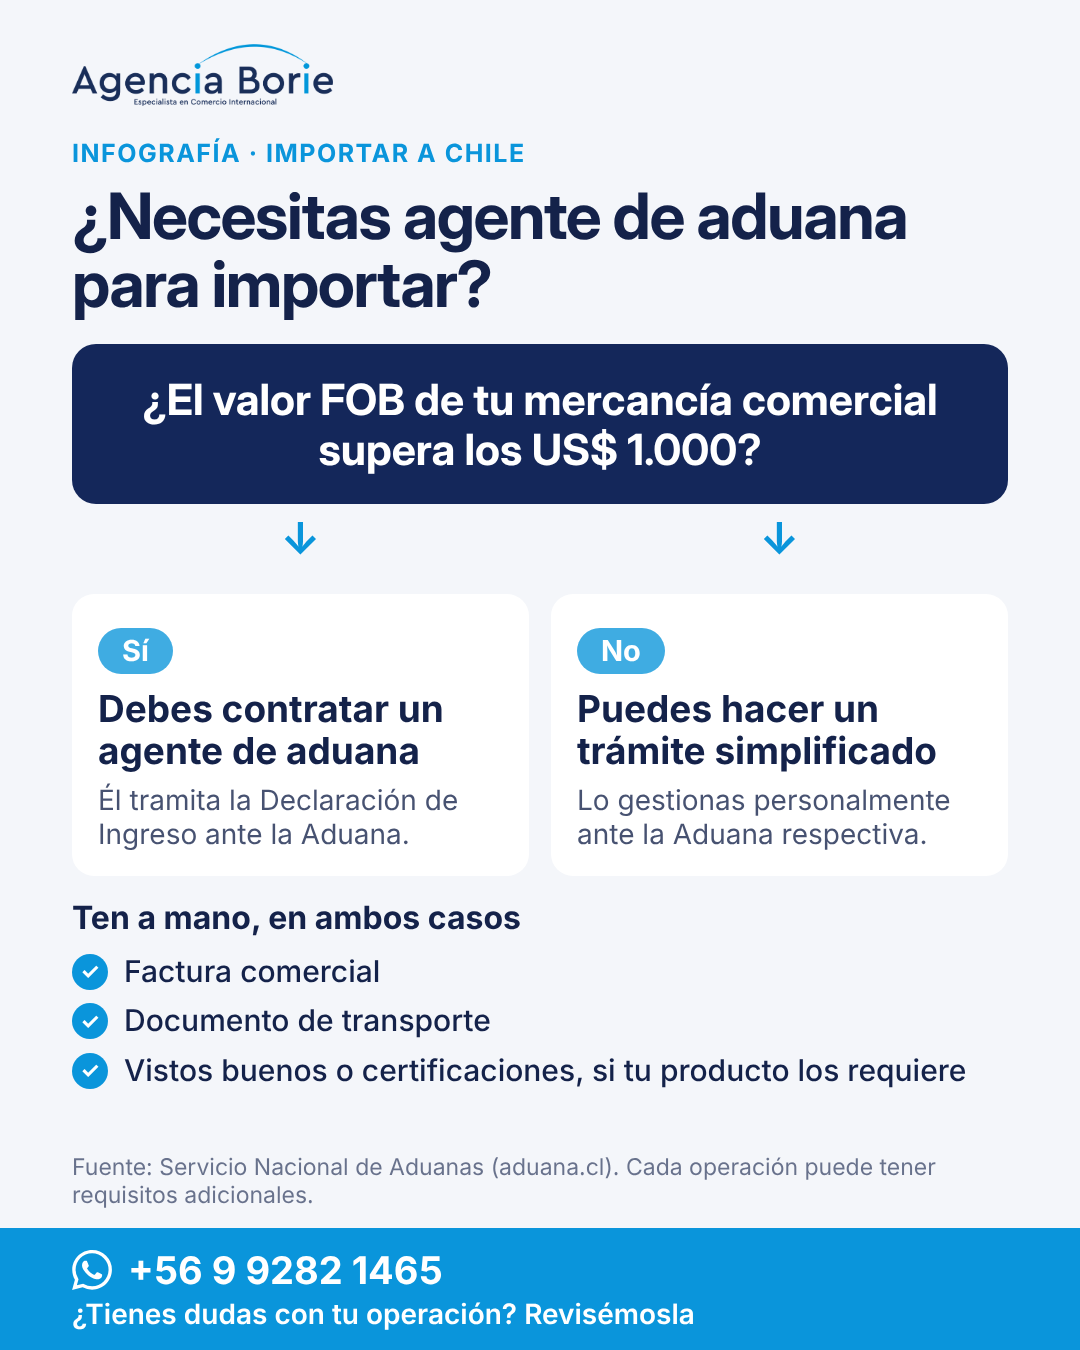 Agencia Borie
Especialista en Comercio Internacional
INFOGRAFÍA · IMPORTAR A CHILE
¿Necesitas agente de aduana
para importar?
¿El valor FOB de tu mercancía comercial
supera los US$ 1.000?
Sí
Debes contratar un
agente de aduana
Él tramita la Declaración de
Ingreso ante la Aduana.
No
Puedes hacer un
trámite simplificado
Lo gestionas personalmente
ante la Aduana respectiva.
Ten a mano, en ambos casos
Factura comercial
Documento de transporte
Vistos buenos o certificaciones, si tu producto los requiere
Fuente: Servicio Nacional de Aduanas (aduana.cl). Cada operación puede tener
requisitos adicionales.
+56 9 9282 1465
¿Tienes dudas con tu operación? Revisémosla